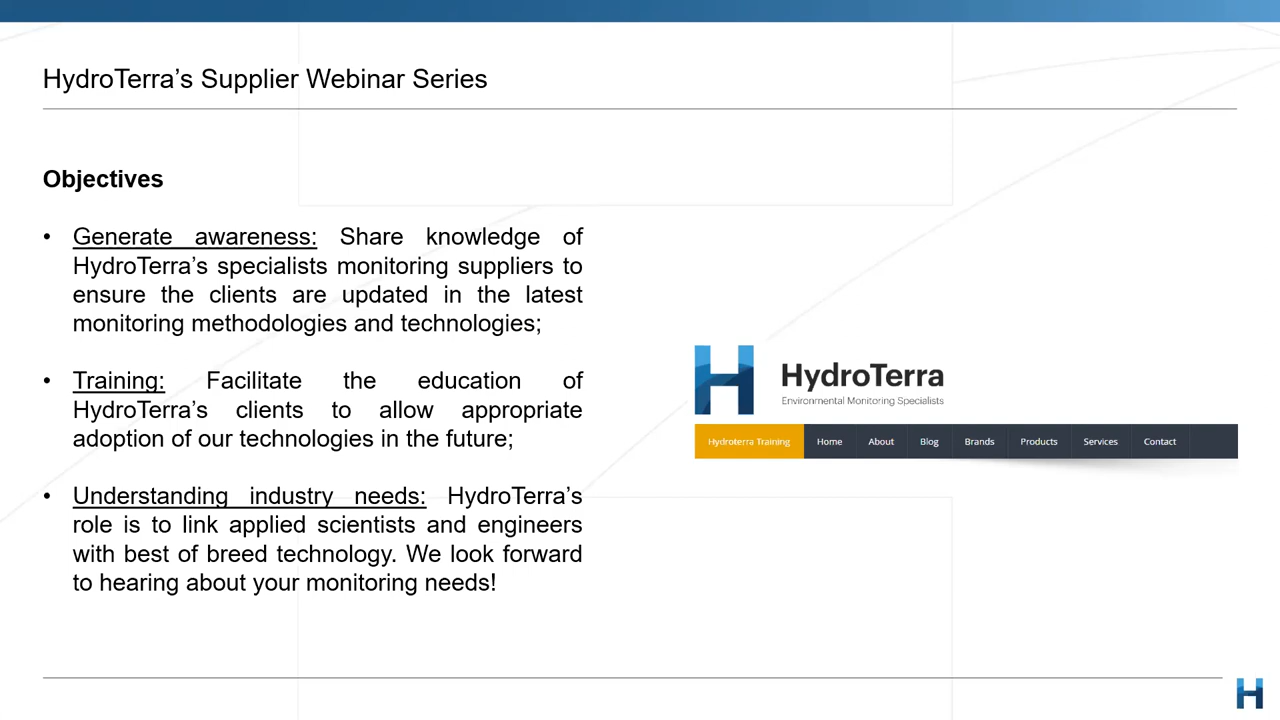 HydroTerra’s Supplier Webinar Series
Objectives
• Generate awareness: Share knowledge of
HydroTerra’s specialists monitoring suppliers to
ensure the clients are updated in the latest
monitoring methodologies and technologies;
• Training: Facilitate the education of
HydroTerra’s clients to allow appropriate
adoption of our technologies in the future;
• Understanding industry needs: HydroTerra’s
role is to link applied scientists and engineers
with best of breed technology. We look forward
to hearing about your monitoring needs!
HydroTerra
Environmental Monitoring Specialists
Hydroterra Training Home About Blog Brands Products Services Contact